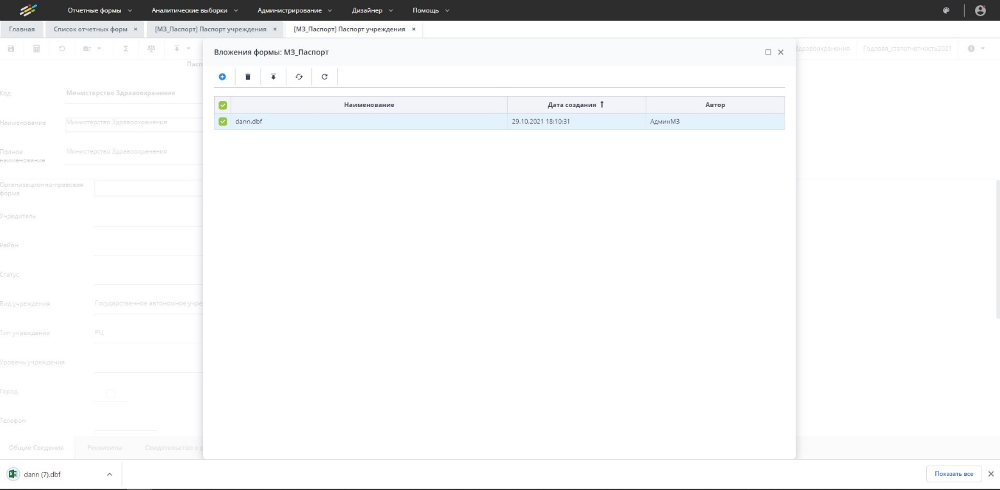 Отчетные формы Аналитические выборки Администрирование Дизайнер Помощь
Главная Список отчетных форм × [МЗ_Паспорт] Паспорт учреждения × [МЗ_Паспорт] Паспорт учреждения ×
Вложения формы: МЗ_Паспорт
Здравоохранения Годовая_статотчетность2021
Пасп
Код Министерство Здравоохранения
Наименование Дата создания Автор
dann.dbf 29.10.2021 18:10:31 АдминМЗ
Наименование Министерство Здравоохранения
Полное
наименование Министерство Здравоохранения
Организационно-правовая
форма
Учредитель
Район
Статус
Вид учреждения Государственное автономное учре
Тип учреждения РЦ
Уровень учреждения
Город
Телефон
Общие Сведения Реквизиты Свидетельство о
dann (7).dbf Показать все